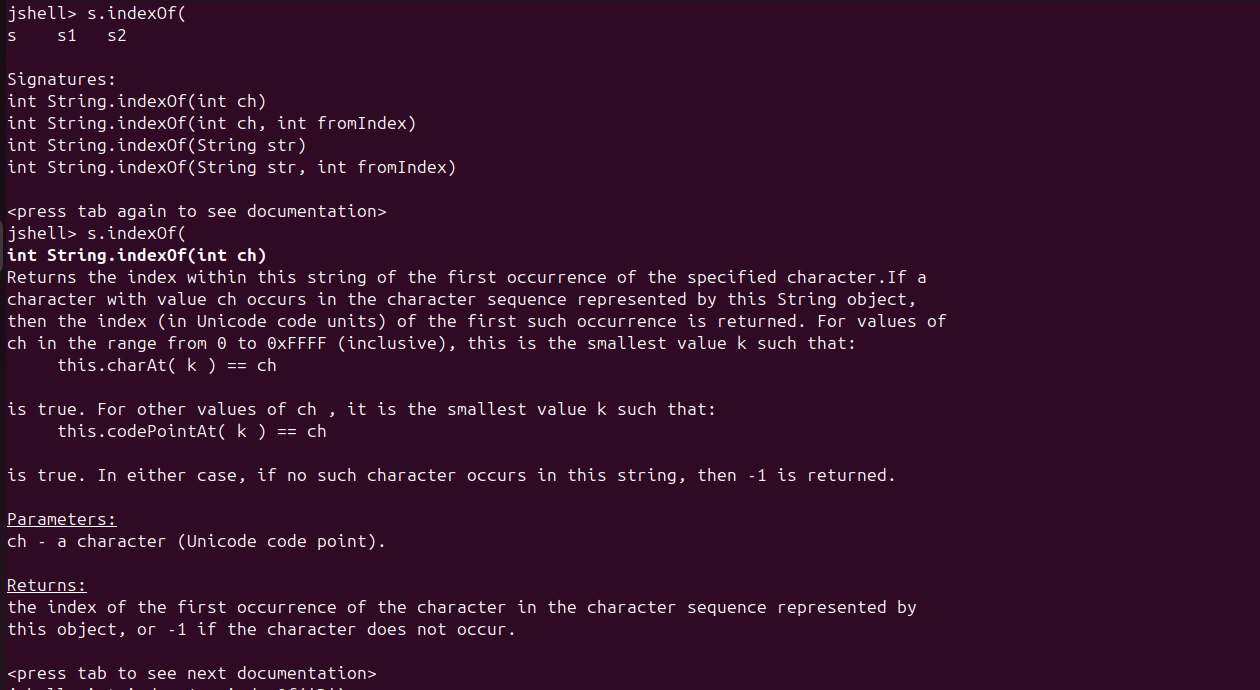 jshell> s.indexOf(
s    s1   s2
Signatures:
int String.indexOf(int ch)
int String.indexOf(int ch, int fromIndex)
int String.indexOf(String str)
int String.indexOf(String str, int fromIndex)
<press tab again to see documentation>
jshell> s.indexOf(
int String.indexOf(int ch)
Returns the index within this string of the first occurrence of the specified character.If a
character with value ch occurs in the character sequence represented by this String object,
then the index (in Unicode code units) of the first such occurrence is returned. For values of
ch in the range from 0 to 0xFFFF (inclusive), this is the smallest value k such that:
     this.charAt( k ) == ch
is true. For other values of ch , it is the smallest value k such that:
     this.codePointAt( k ) == ch
is true. In either case, if no such character occurs in this string, then -1 is returned.
Parameters:
ch - a character (Unicode code point).
Returns:
the index of the first occurrence of the character in the character sequence represented by
this object, or -1 if the character does not occur.
<press tab to see next documentation>